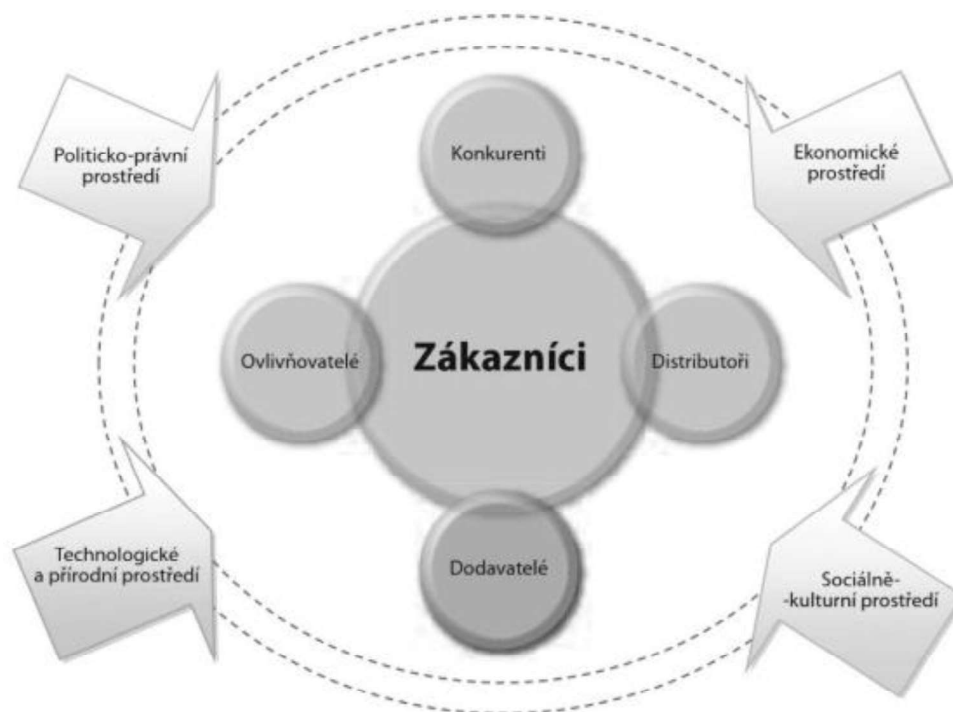 Politicko-právní
prostředí
Konkurenti
Ekonomické
prostředí
Ovlivňovatelé
Zákazníci
Distributoři
Technologické
a přírodní prostředí
Dodavatelé
Sociálně-
-kulturní prostředí